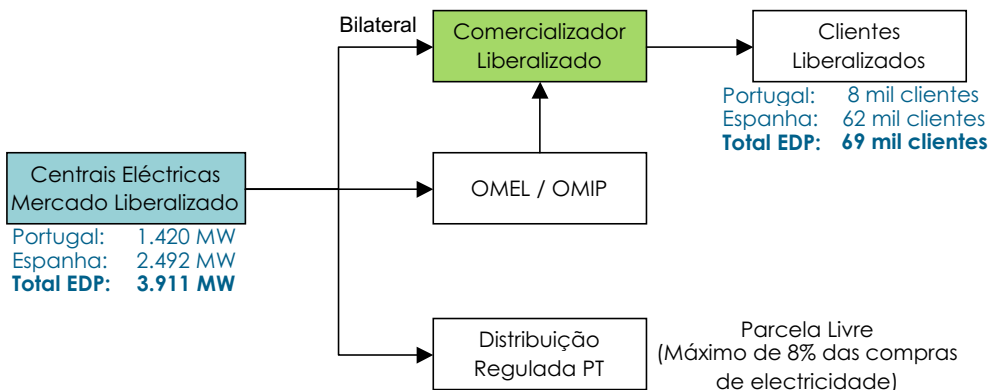 Bilateral
Comercializador
Liberalizado
Clientes
Liberalizados
Portugal: 8 mil clientes
Espanha: 62 mil clientes
Total EDP: 69 mil clientes
Centrais Eléctricas
Mercado Liberalizado
OMEL / OMIP
Portugal: 1.420 MW
Espanha: 2.492 MW
Total EDP: 3.911 MW
Distribuição
Regulada PT
Parcela Livre
(Máximo de 8% das compras
de electricidade)